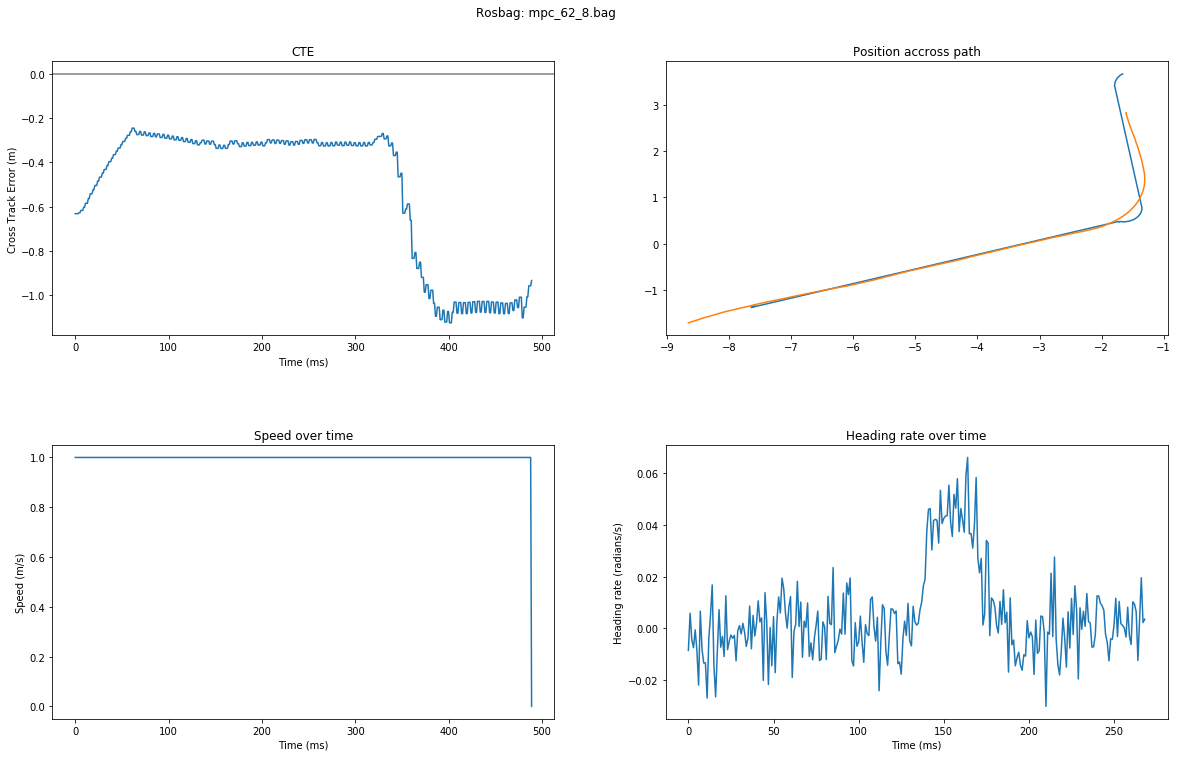 Rosbag: mpc_62_8.bag
CTE
Cross Track Error (m)
0.0
−0.2
−0.4
−0.6
−0.8
−1.0
0 100 200 300 400 500
Time (ms)
Position accross path
3
2
1
0
−1
−9 −8 −7 −6 −5 −4 −3 −2 −1
Speed over time
Speed (m/s)
1.0
0.8
0.6
0.4
0.2
0.0
0 100 200 300 400 500
Time (ms)
Heading rate over time
Heading rate (radians/s)
0.06
0.04
0.02
0.00
−0.02
0 50 100 150 200 250
Time (ms)